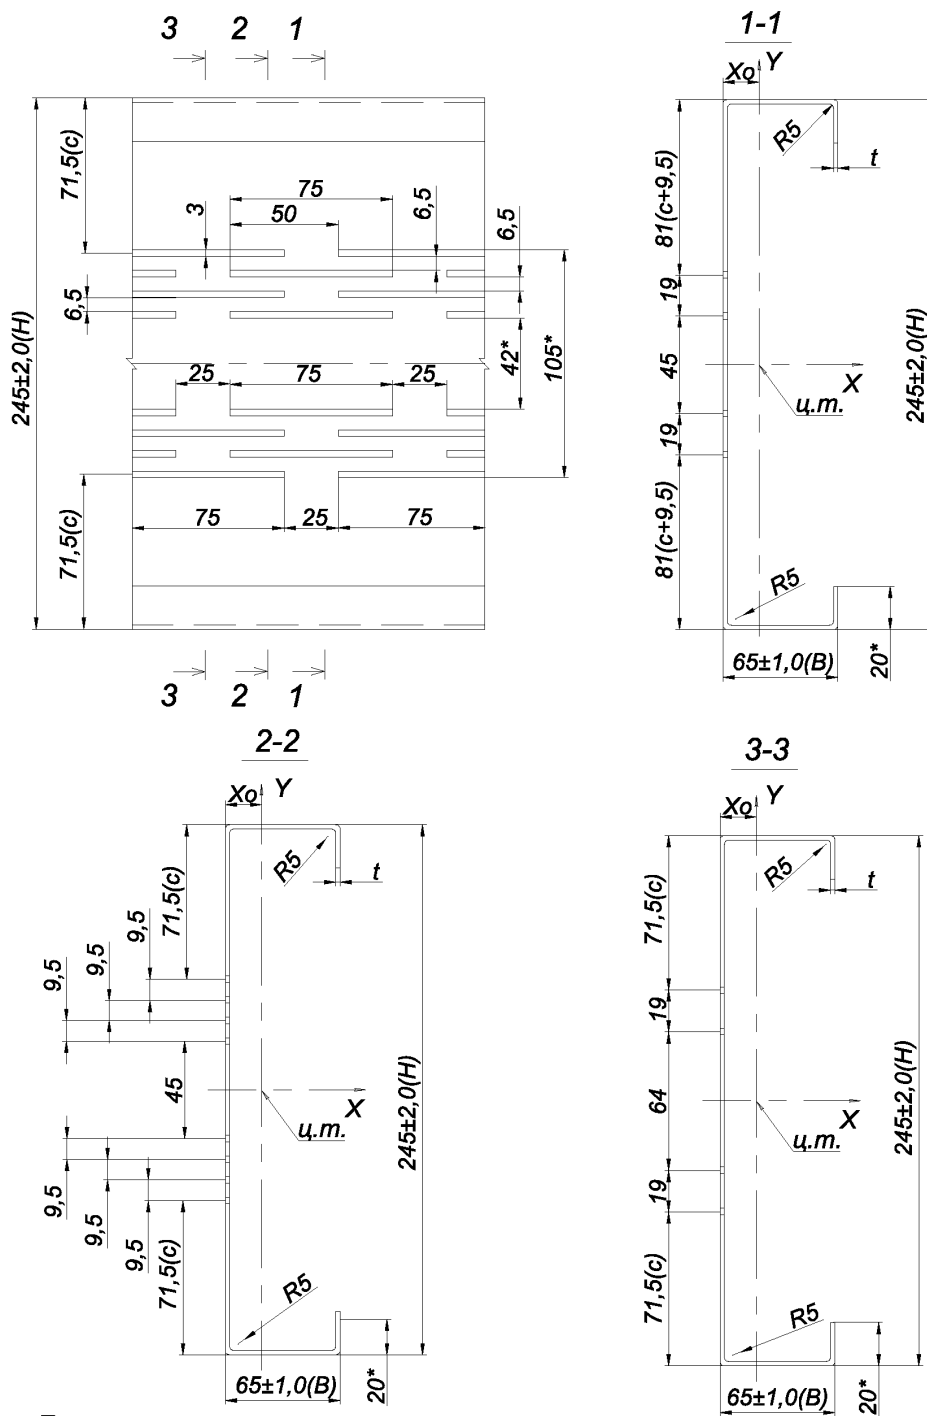 3 2 1
1-1
Xo Y
71,5(c)
75
3
50
6,5
6,5
R5
t
81(c+9,5)
6,5
19
245±2,0(H)
25
75
25
42*
105*
45
X
ц.т.
245±2,0(H)
19
71,5(c)
75
25
75
81(c+9,5)
R5
65±1,0(B)
20*
3 2 1
2-2
3-3
Xo Y
Xo Y
71,5(c)
R5
t
71,5(c)
R5
t
9,5
9,5
9,5
19
45
X
ц.т.
245±2,0(H)
64
X
ц.т.
245±2,0(H)
9,5
9,5
9,5
19
71,5(c)
R5
71,5(c)
R5
65±1,0(B)
20*
65±1,0(B)
20*